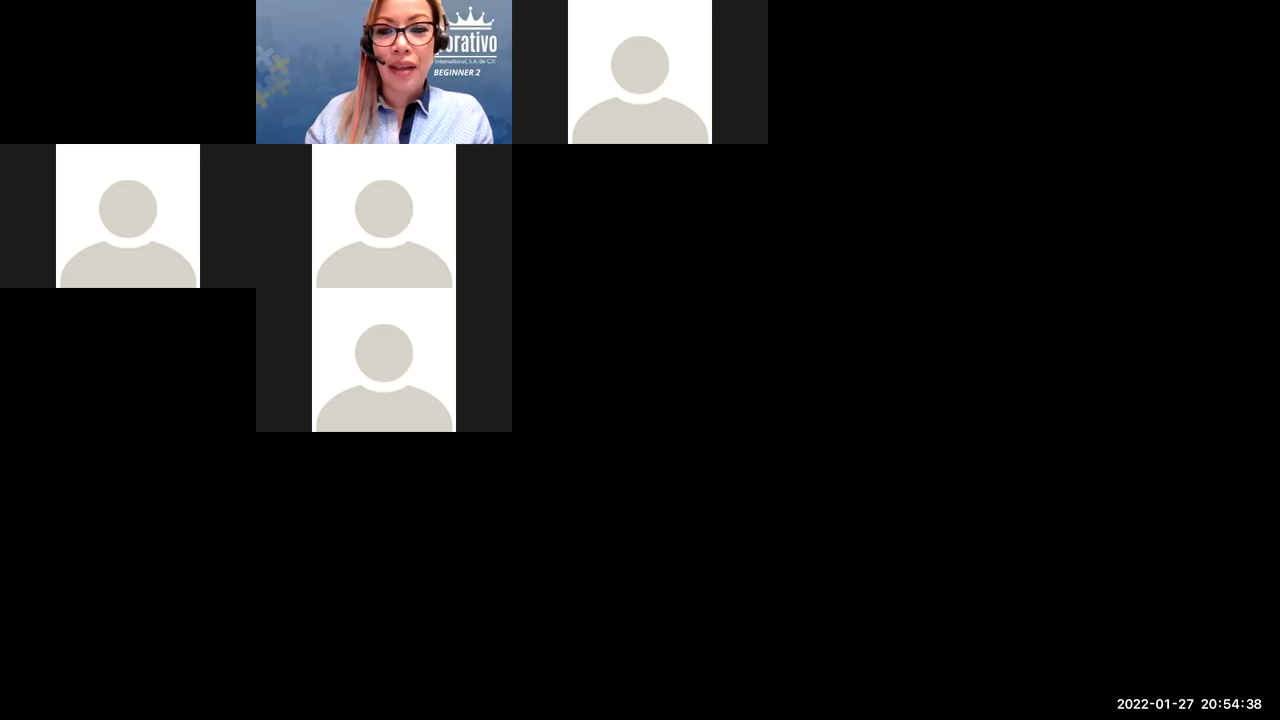 orativo
International, S.A. de C.V.
BEGINNER 2
2022-01-27 20:54:38